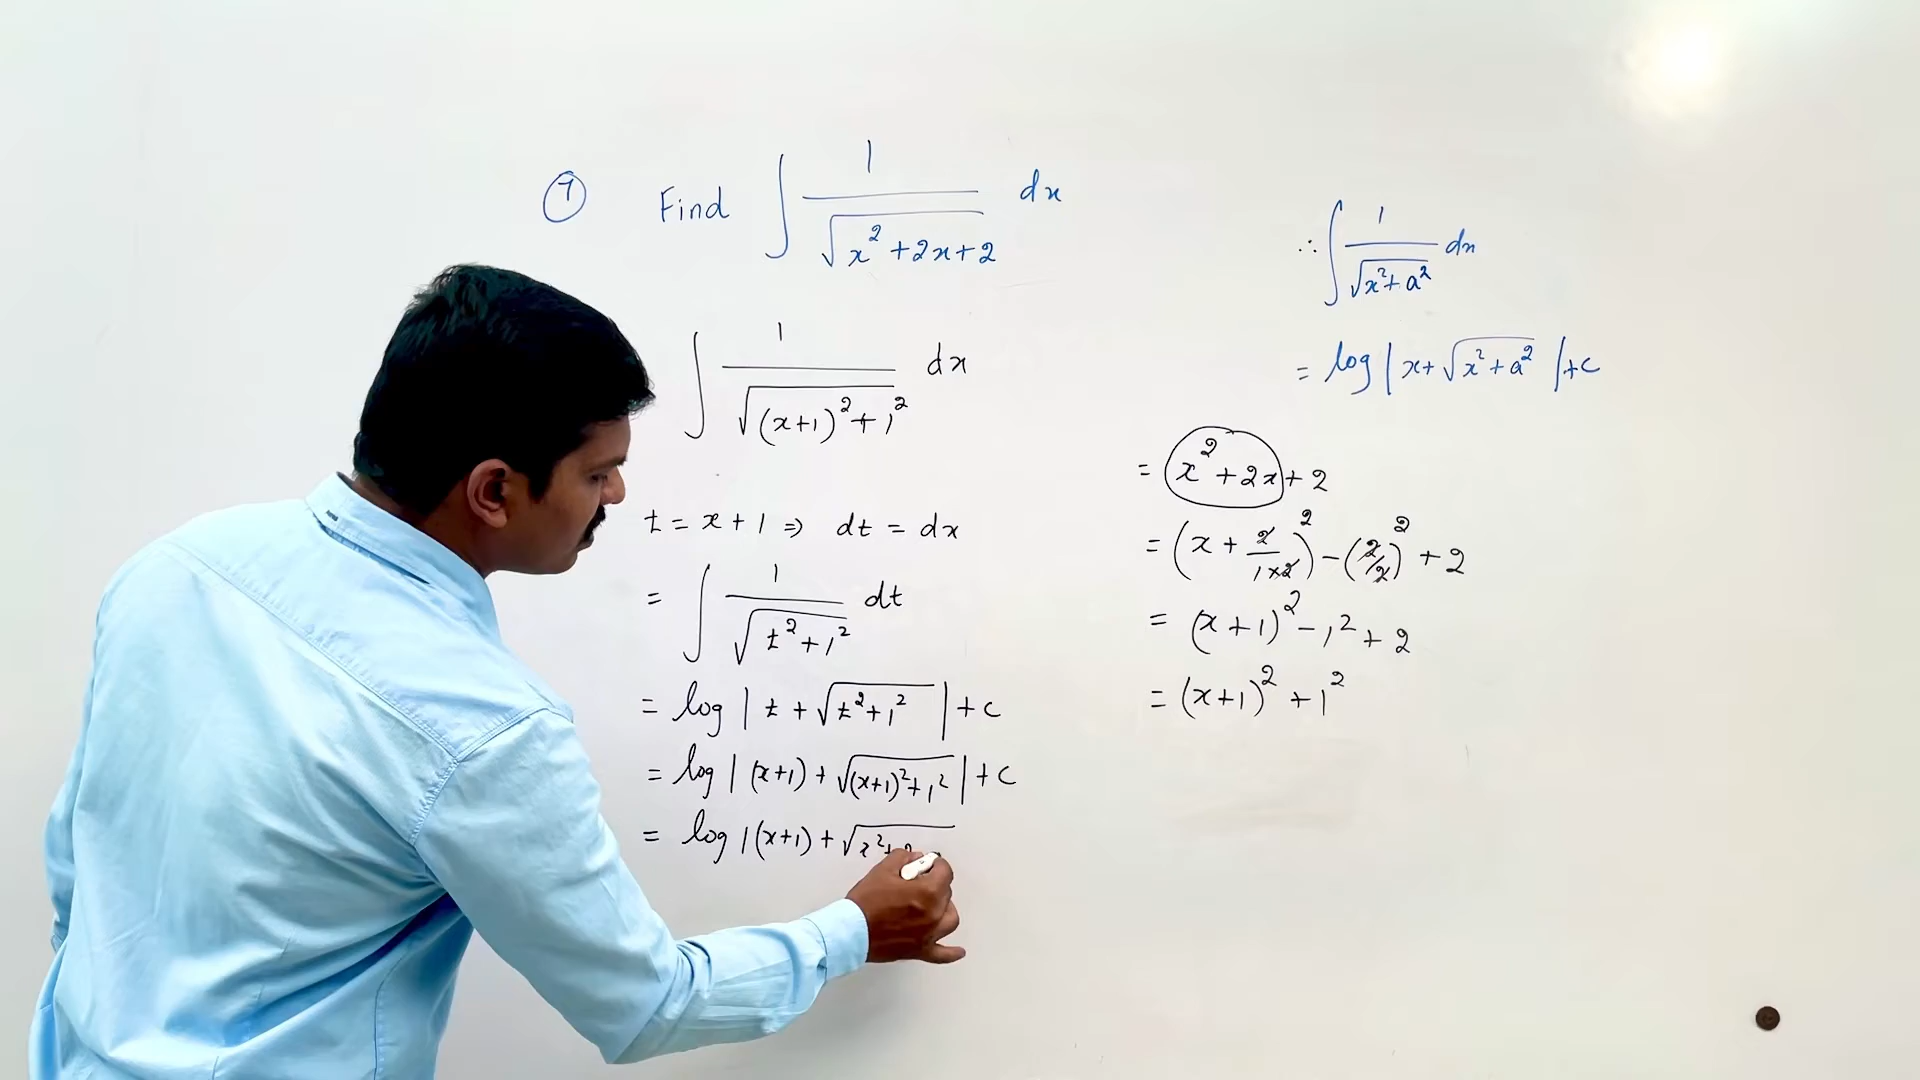 ⑦ Find ∫ 1/√(x²+2x+2) dx
∫ 1/√((x+1)²+1²) dx
t = x+1 ⇒ dt = dx
= ∫ 1/√(t²+1²) dt
= log | t + √(t²+1²) | + c
= log | (x+1) + √((x+1)²+1²) | + c
= log | (x+1) + √(x²+2
∴ ∫ 1/√(x²+a²) dx
= log | x+√(x²+a²) | +c
= x²+2x+2
= (x + 2/(1×2))² − (2/2)² + 2
= (x+1)² − 1² + 2
= (x+1)² + 1²